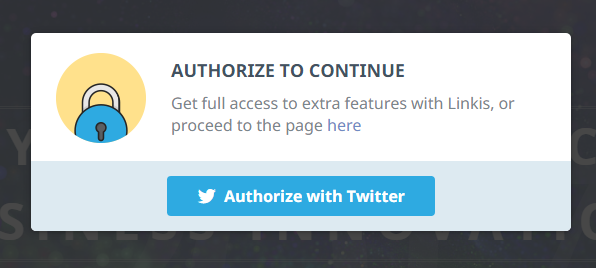 AUTHORIZE TO CONTINUE
Get full access to extra features with Linkis, or
proceed to the page here
Authorize with Twitter